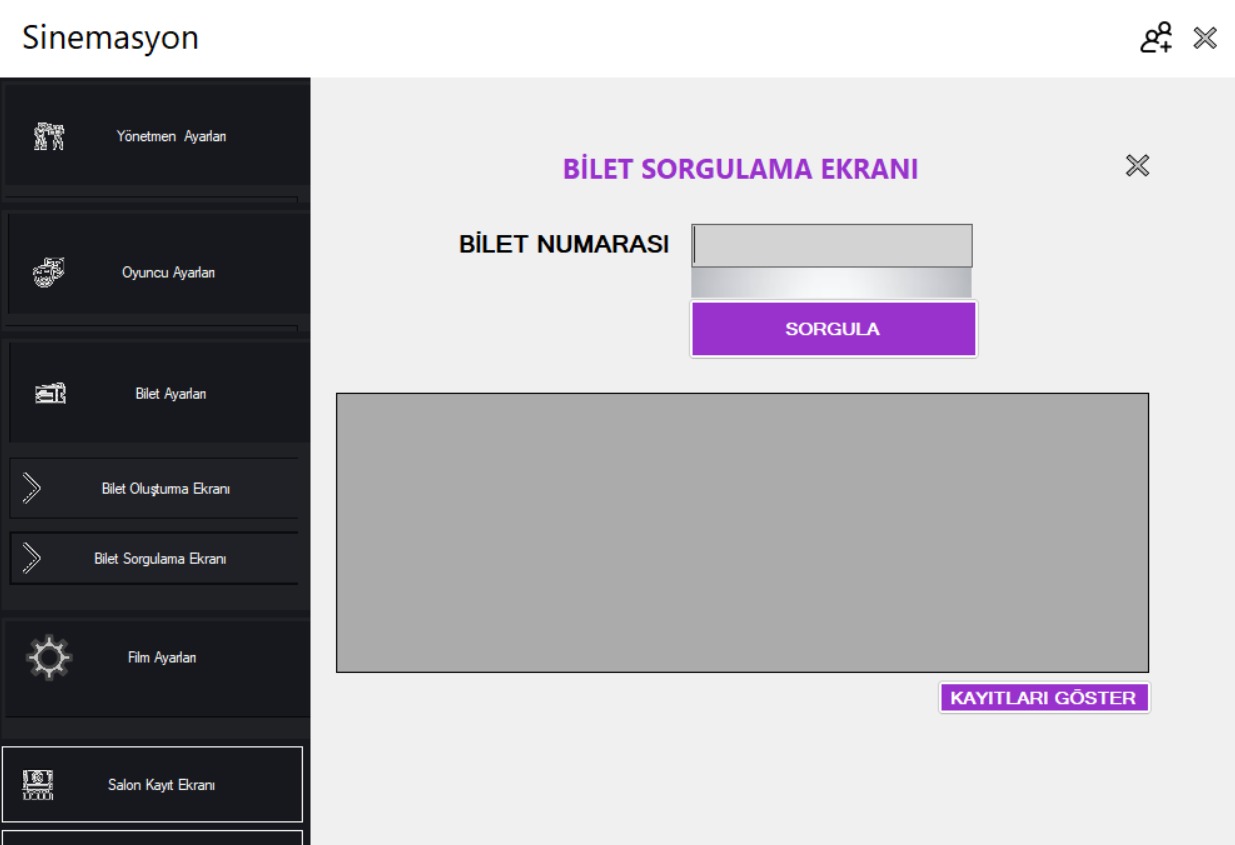 Sinemasyon
Yönetmen Ayarları
Oyuncu Ayarları
Bilet Ayarları
Bilet Oluşturma Ekranı
Bilet Sorgulama Ekranı
Film Ayarları
Salon Kayıt Ekranı
BİLET SORGULAMA EKRANI
BİLET NUMARASI
SORGULA
KAYITLARI GÖSTER